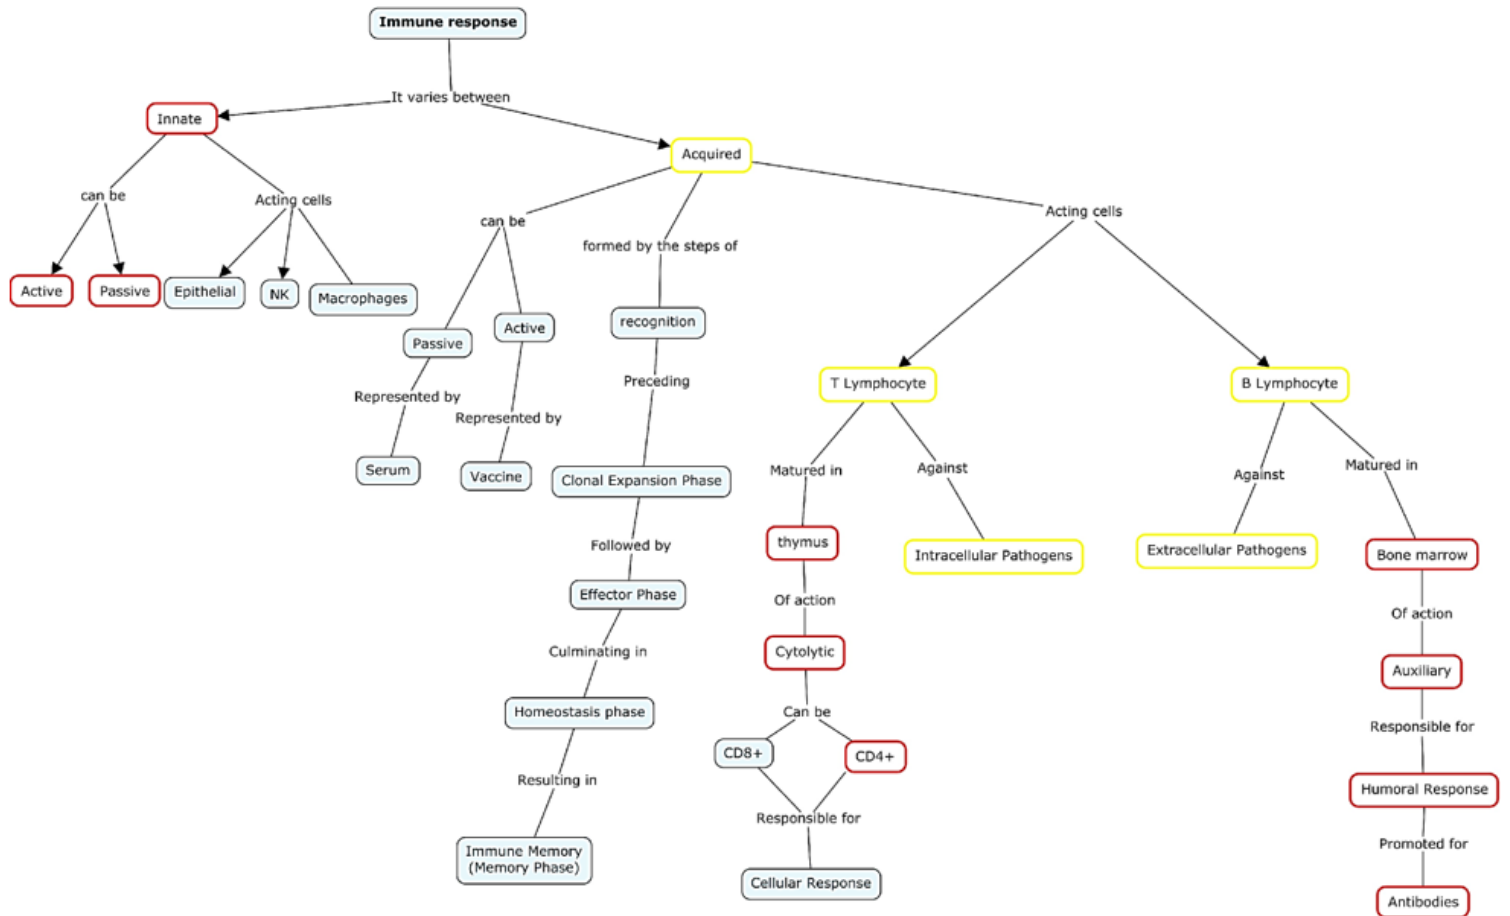 Immune response
It varies between
Innate
Acquired
can be
Acting cells
Active
Passive
Epithelial
NK
Macrophages
can be
formed by the steps of
Acting cells
Passive
Active
Represented by
Represented by
Serum
Vaccine
recognition
Preceding
Clonal Expansion Phase
Followed by
Effector Phase
Culminating in
Homeostasis phase
Resulting in
Immune Memory
(Memory Phase)
T Lymphocyte
B Lymphocyte
Matured in
Against
thymus
Intracellular Pathogens
Of action
Cytolytic
Can be
CD8+
CD4+
Responsible for
Cellular Response
Against
Matured in
Extracellular Pathogens
Bone marrow
Of action
Auxiliary
Responsible for
Humoral Response
Promoted for
Antibodies